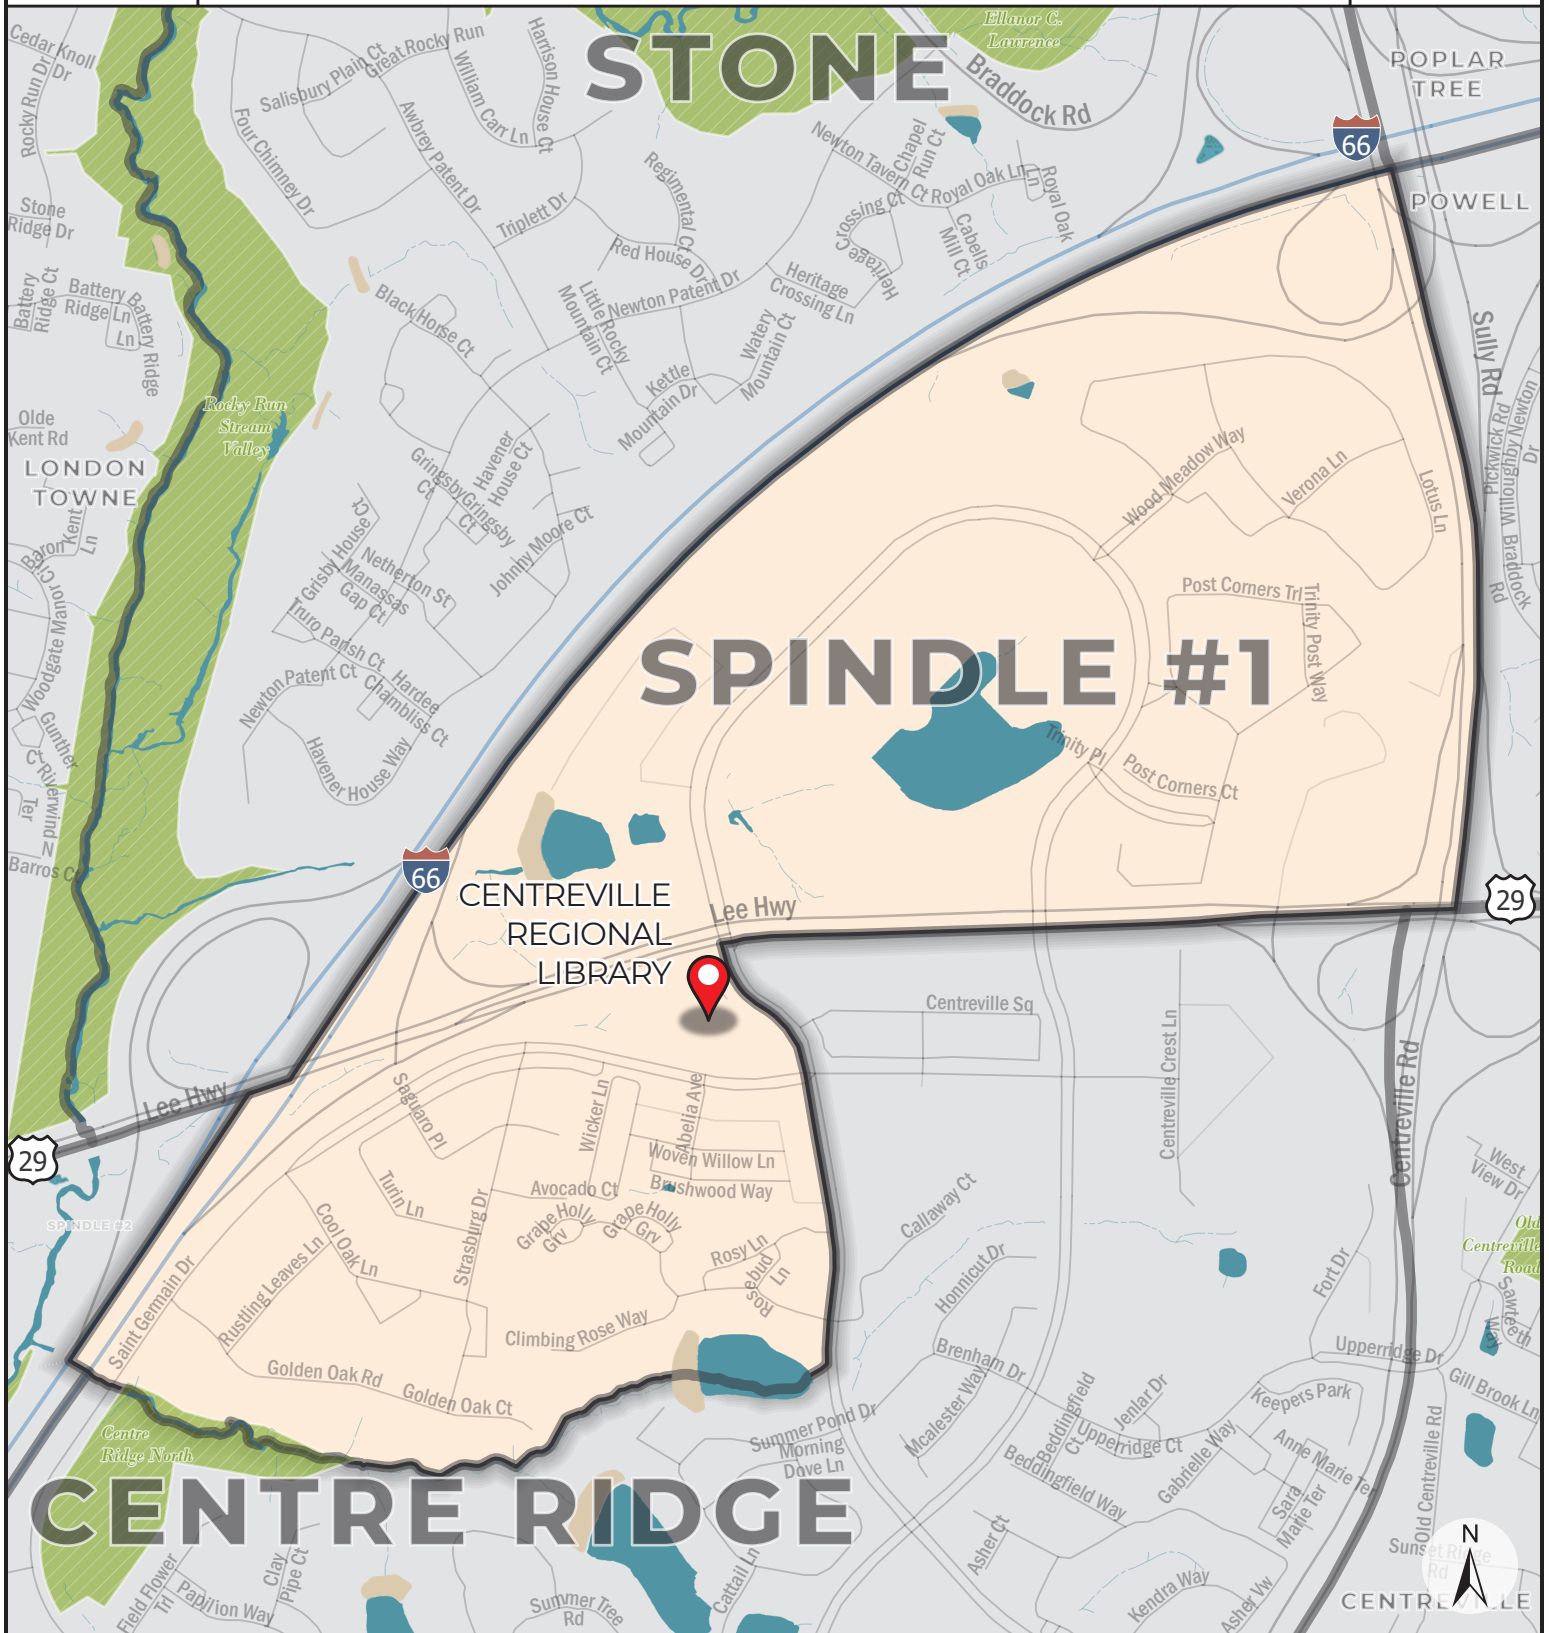 STONE
Ellanor C.
Lawrence
POPLAR
TREE
Cedar Knoll
Dr
Rocky Run Dr
Salisbury Plain Ct
Great Rocky Run
William Carr Ln
Harrison House Ct
Four Chimney Dr
Awbrey Patent Dr
Braddock Rd
Newton Tavern Ct
Chapel
Run Ct
66
Regimental Ct
Triplett Dr
Royal Oak Ln
Ln
Royal Oak
POWELL
Stone
Ridge Dr
Crossing Ct
Heritage
Cabells
Mill Ct
Red House Dr
Newton Patent Dr
Heritage
Crossing Ln
Battery
Ridge Ct
Battery
Ridge Ln
Battery Ridge
Ln
Black Horse Ct
Little Rocky
Mountain Ct
Watery
Mountain Ct
Sully Rd
Kettle
Mountain Dr
Olde
Kent Rd
Rocky Run
Stream
Valley
LONDON
TOWNE
Pickwick Rd
Willoughby Newton
Dr
Havener
House Ct
Gringsby
Ct
Gringsby
Ct
Wood Meadow Way
Verona Ln
Lotus Ln
Johnny Moore Ct
Baron Kent
Ln
Grisby House Ct
Netherton St
Manassas
Gap Ct
Braddock
Rd
Woodgate Manor Cir
Truro Parish Ct
Post Corners Trl
Trinity Post Way
SPINDLE #1
Newton Patent Ct
Hardee
Chambliss Ct
Gunther
Ct
Havener House Way
Trinity Pl
Post Corners Ct
Riverwind
Ter
N
Barros Ct
66
CENTREVILLE
REGIONAL
LIBRARY
Lee Hwy
29
Centreville Sq
Centreville Crest Ln
Centreville Rd
Lee Hwy
29
Saguaro Pl
Wicker Ln
Abelia Ave
Woven Willow Ln
Brushwood Way
West
View Dr
SPINDLE #2
Turin Ln
Avocado Ct
Grape Holly
Grv
Grape Holly
Grv
Callaway Ct
Old
Centreville
Road
Cool Oak Ln
Strasburg Dr
Rosy Ln
Rosebud
Ln
Honnicut Dr
Fort Dr
Saint Germain Dr
Rustling Leaves Ln
Climbing Rose Way
Sawteeth
Way
Golden Oak Rd
Golden Oak Ct
Brenham Dr
Upperridge Dr
Gill Brook Ln
Centre
Ridge North
Summer Pond Dr
Morning
Dove Ln
Mcalester Way
Beddingfield
Ct
Jenlar Dr
Upperridge Ct
Keepers Park
Gabrielle Way
Anne Marie Ter
Beddingfield Way
Sara
Marie Ter
Old Centreville Rd
CENTRE RIDGE
Asher Ct
N
Sunset Ridge
Rd
Field Flower
Trl
Papilion Way
Clay
Pipe Ct
Summer Tree
Rd
Cattail Ln
Kendra Way
Asher Vw
CENTREVILLE